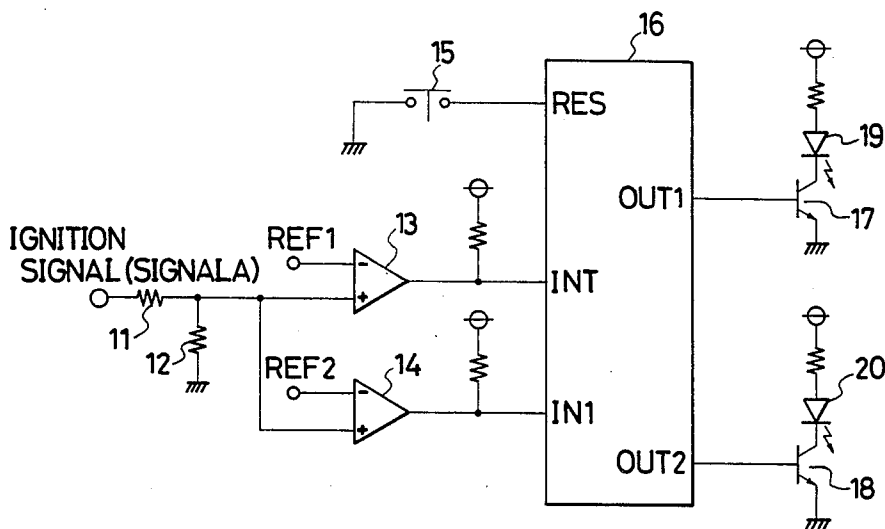 16
15
RES
19
OUT1
17
IGNITION
SIGNAL(SIGNALA)
REF1
13
-
+
INT
11
12
REF2
14
-
+
IN1
20
OUT2
18